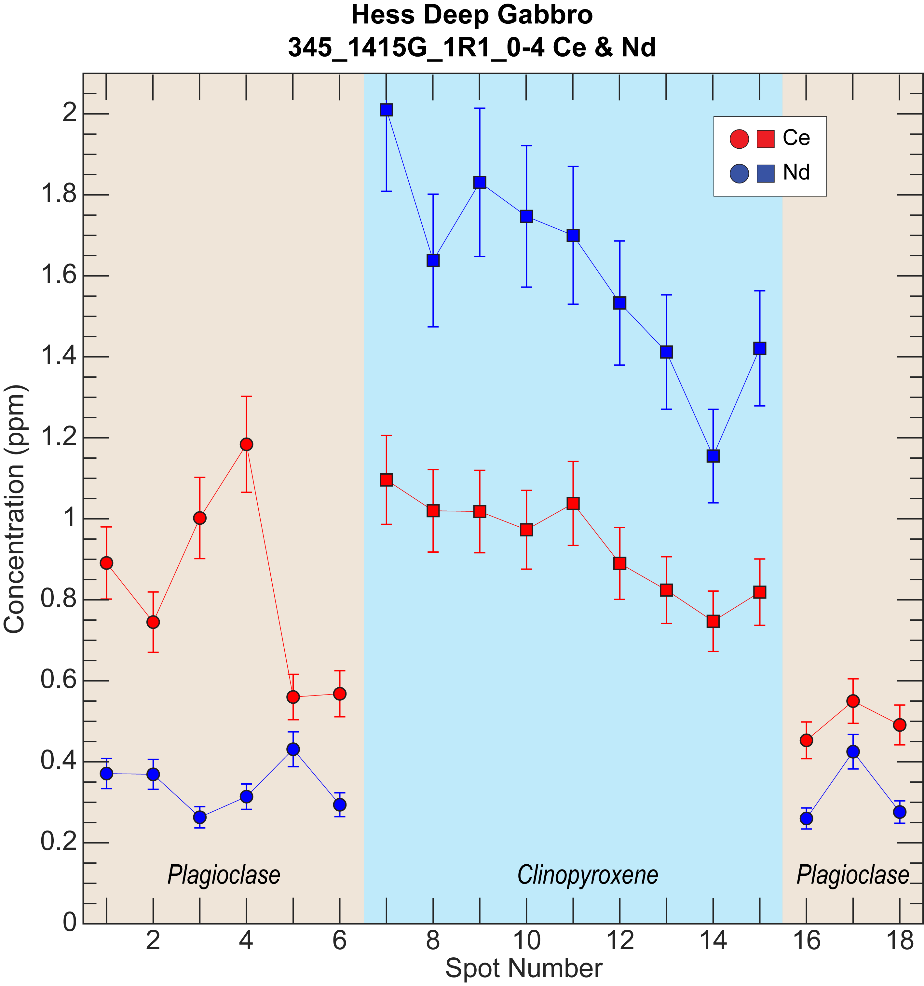 Hess Deep Gabbro
345_1415G_1R1_0-4 Ce & Nd
Ce
Nd
Concentration (ppm)
2
1.8
1.6
1.4
1.2
1
0.8
0.6
0.4
0.2
0
Plagioclase
Clinopyroxene
Plagioclase
2 4 6 8 10 12 14 16 18
Spot Number